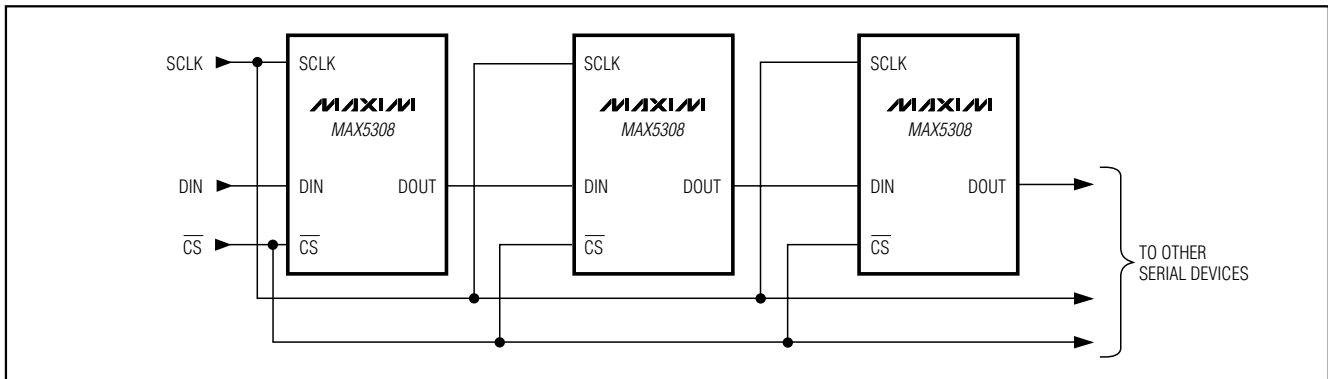 SCLK
SCLK
MAXIM
MAX5308
DIN
DIN
DOUT
CS
CS
SCLK
MAXIM
MAX5308
DIN
DOUT
CS
SCLK
MAXIM
MAX5308
DIN
DOUT
CS
TO OTHER
SERIAL DEVICES